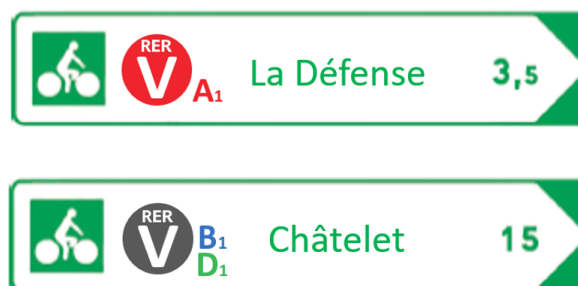 RER
V A1 La Défense 3,5
RER
V B1 Châtelet 15
D1